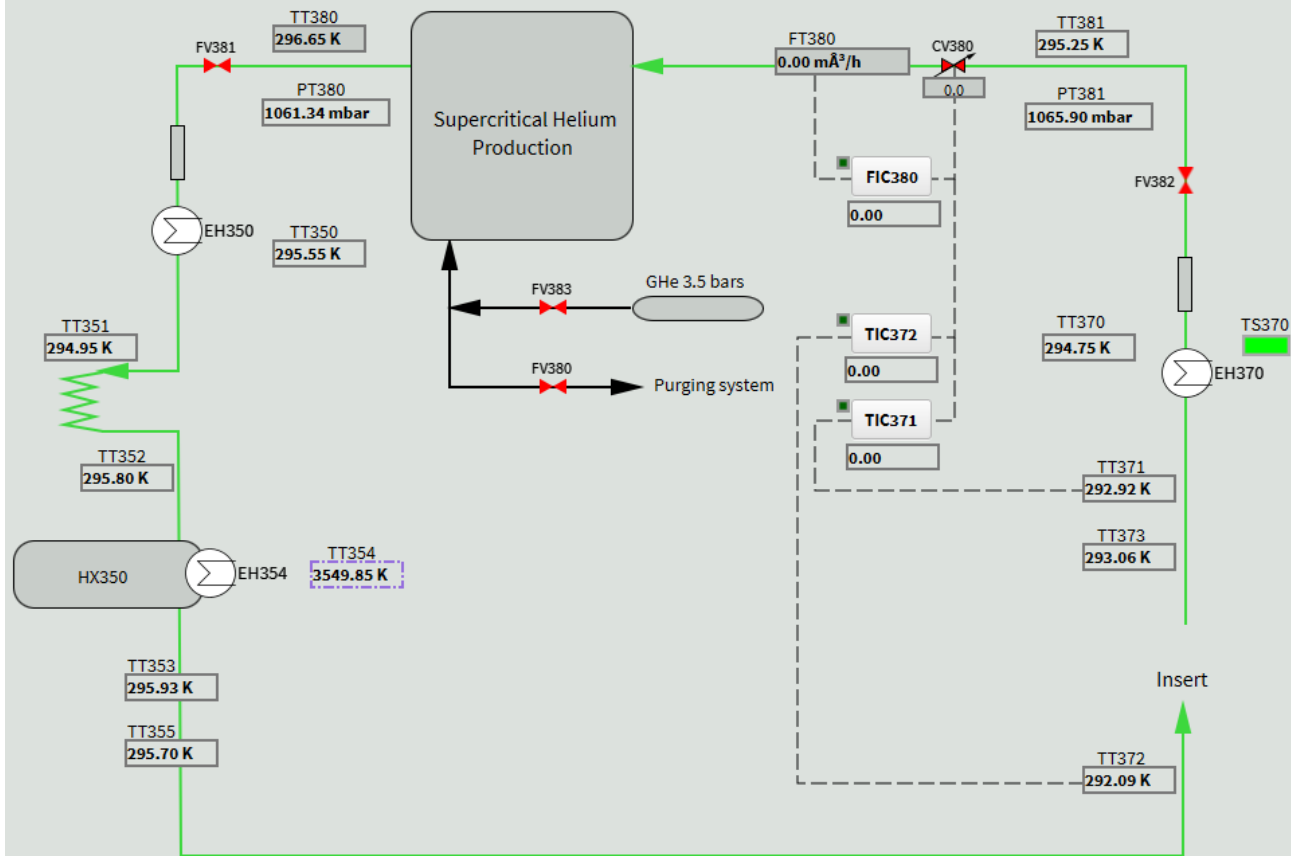 TT380
296.65 K
FV381
PT380
1061.34 mbar
Supercritical Helium
Production
FT380
0.00 mÂ³/h
CV380
0,0
TT381
295.25 K
PT381
1065.90 mbar
FV382
FIC380
0.00
EH350
TT350
295.55 K
FV383
GHe 3.5 bars
TT351
294.95 K
TIC372
0.00
TT370
294.75 K
TS370
EH370
FV380
Purging system
TIC371
0.00
TT352
295.80 K
TT371
292.92 K
HX350
EH354
TT354
3549.85 K
TT373
293.06 K
TT353
295.93 K
Insert
TT355
295.70 K
TT372
292.09 K